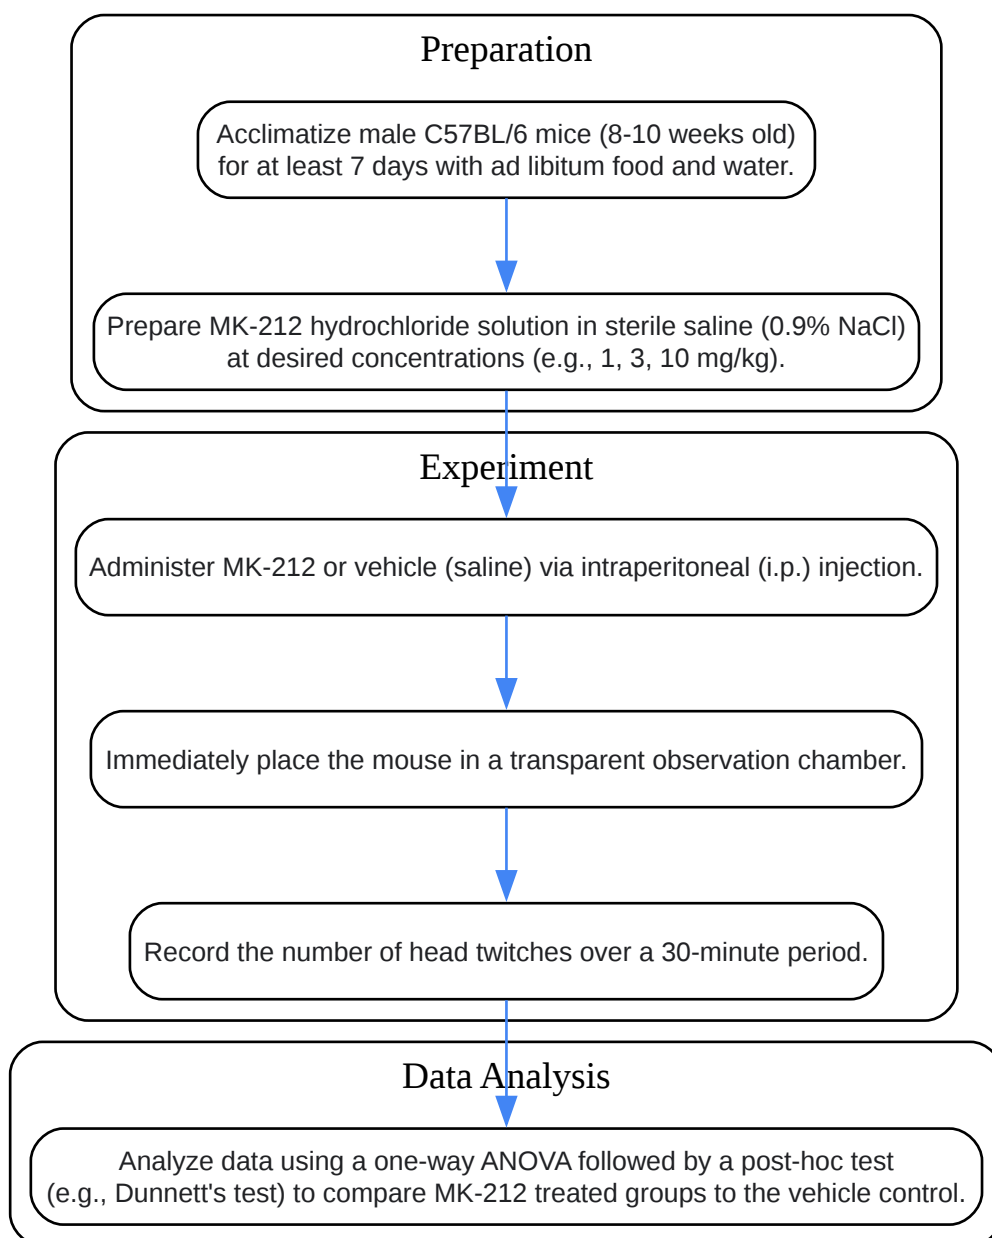 Preparation
Acclimatize male C57BL/6 mice (8-10 weeks old)
for at least 7 days with ad libitum food and water.
Prepare MK-212 hydrochloride solution in sterile saline (0.9% NaCl)
at desired concentrations (e.g., 1, 3, 10 mg/kg).
Experiment
Administer MK-212 or vehicle (saline) via intraperitoneal (i.p.) injection.
Immediately place the mouse in a transparent observation chamber.
Record the number of head twitches over a 30-minute period.
Data Analysis
Analyze data using a one-way ANOVA followed by a post-hoc test
(e.g., Dunnett's test) to compare MK-212 treated groups to the vehicle control.